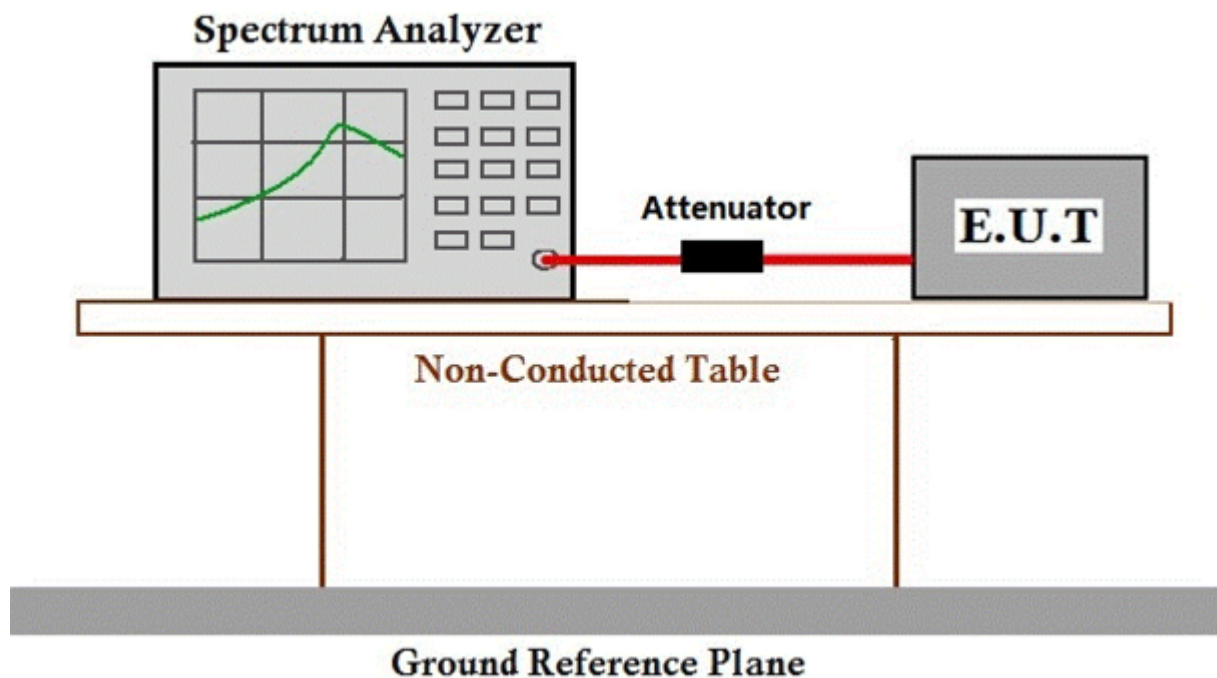 Spectrum Analyzer
Attenuator
E.U.T
Non-Conducted Table
Ground Reference Plane